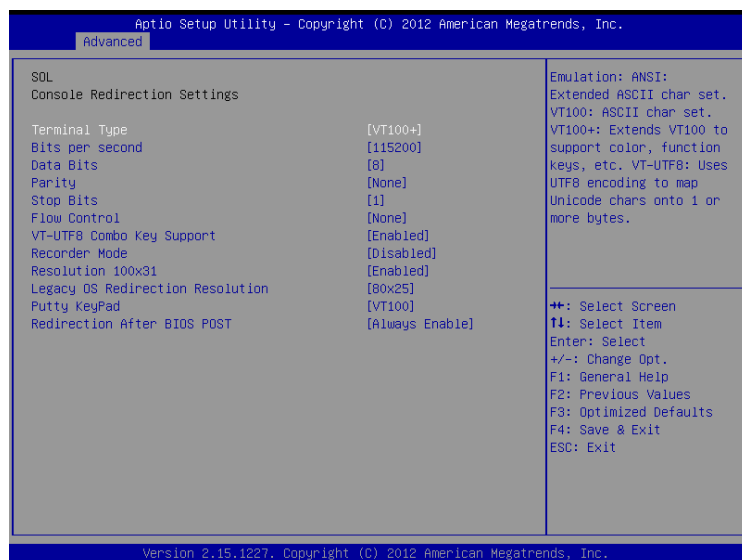 Aptio Setup Utility – Copyright (C) 2012 American Megatrends, Inc.
Advanced
SOL
Console Redirection Settings
Terminal Type [VT100+]
Bits per second [115200]
Data Bits [8]
Parity [None]
Stop Bits [1]
Flow Control [None]
VT-UTF8 Combo Key Support [Enabled]
Recorder Mode [Disabled]
Resolution 100x31 [Enabled]
Legacy OS Redirection Resolution [80x25]
Putty KeyPad [VT100]
Redirection After BIOS POST [Always Enable]
Emulation: ANSI:
Extended ASCII char set.
VT100: ASCII char set.
VT100+: Extends VT100 to
support color, function
keys, etc. VT-UTF8: Uses
UTF8 encoding to map
Unicode chars onto 1 or
more bytes.
→←: Select Screen
↑↓: Select Item
Enter: Select
+/-: Change Opt.
F1: General Help
F2: Previous Values
F3: Optimized Defaults
F4: Save & Exit
ESC: Exit
Version 2.15.1227. Copyright (C) 2012 American Megatrends, Inc.